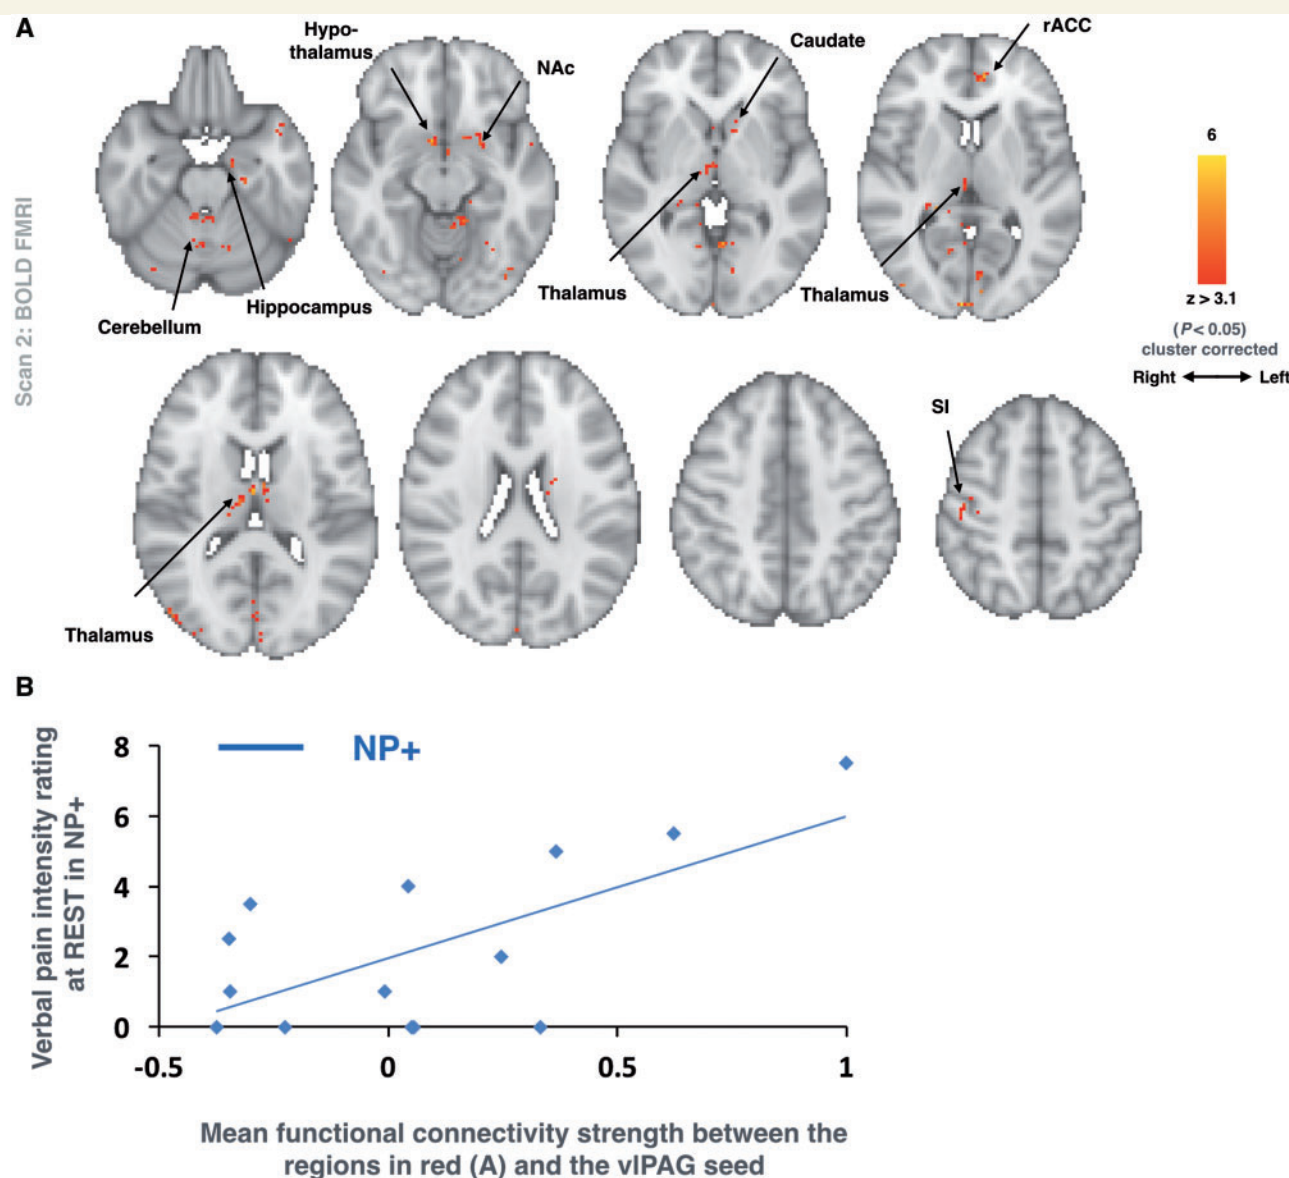 A
Scan 2: BOLD FMRI
Hypo-
thalamus
NAc
Caudate
rACC
Thalamus
Thalamus
Hippocampus
Cerebellum
6
z > 3.1
(P < 0.05)
cluster corrected
Right
Left
SI
Thalamus
B
Verbal pain intensity rating
at REST in NP+
NP+
8
6
4
2
0
-0.5
0
0.5
1
Mean functional connectivity strength between the
regions in red (A) and the vlPAG seed